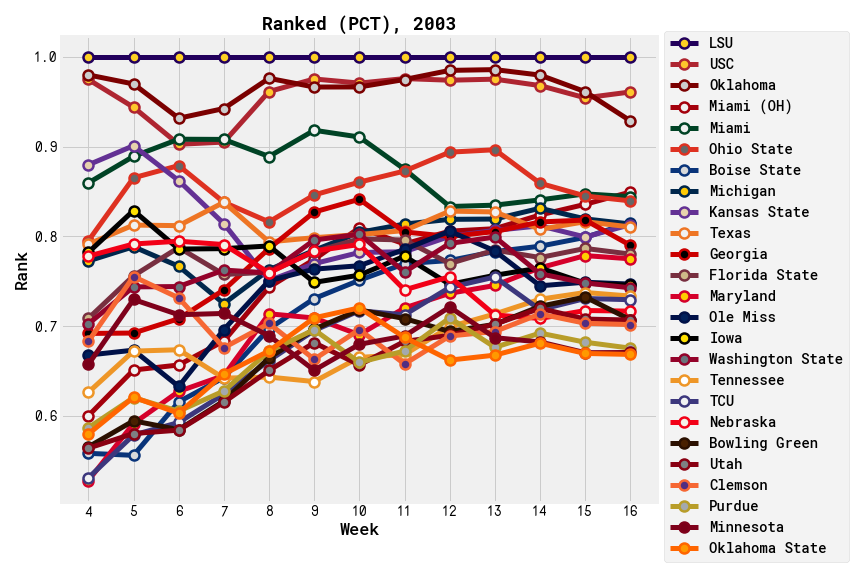 Ranked (PCT), 2003
1.0
0.9
0.8
0.7
0.6
Rank
4 5 6 7 8 9 10 11 12 13 14 15 16
Week
LSU
USC
Oklahoma
Miami (OH)
Miami
Ohio State
Boise State
Michigan
Kansas State
Texas
Georgia
Florida State
Maryland
Ole Miss
Iowa
Washington State
Tennessee
TCU
Nebraska
Bowling Green
Utah
Clemson
Purdue
Minnesota
Oklahoma State